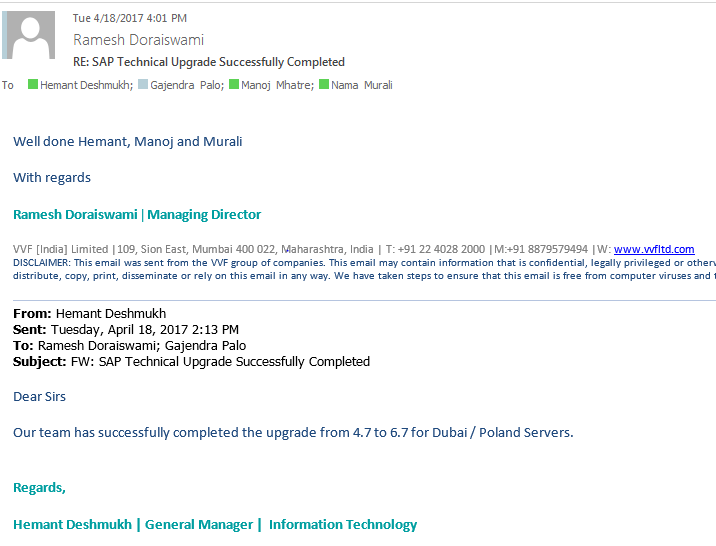 Tue 4/18/2017 4:01 PM
Ramesh Doraiswami
RE: SAP Technical Upgrade Successfully Completed
To Hemant Deshmukh; Gajendra Palo; Manoj Mhatre; Nama Murali
Well done Hemant, Manoj and Murali
With regards
Ramesh Doraiswami | Managing Director
VVF [India] Limited |109, Sion East, Mumbai 400 022, Maharashtra, India | T: +91 22 4028 2000 |M:+91 8879579494 |W: www.vvfltd.com
DISCLAIMER: This email was sent from the VVF group of companies. This email may contain information that is confidential, legally privileged or otherw
distribute, copy, print, disseminate or rely on this email in any way. We have taken steps to ensure that this email is free from computer viruses and t
From: Hemant Deshmukh
Sent: Tuesday, April 18, 2017 2:13 PM
To: Ramesh Doraiswami; Gajendra Palo
Subject: FW: SAP Technical Upgrade Successfully Completed
Dear Sirs
Our team has successfully completed the upgrade from 4.7 to 6.7 for Dubai / Poland Servers.
Regards,
Hemant Deshmukh | General Manager | Information Technology